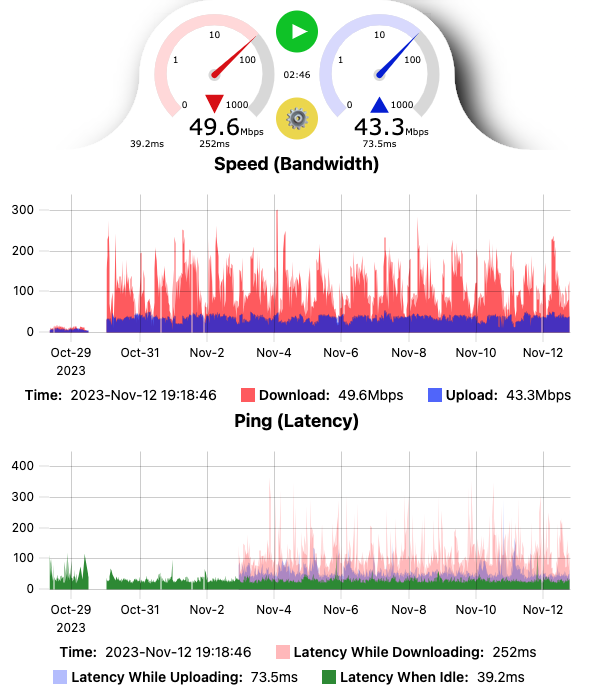 10 10
1 100 1 100
02:46
0 1000 0 1000
49.6Mbps 43.3Mbps
39.2ms 252ms 73.5ms
Speed (Bandwidth)
300
200
100
0
Oct-29 Oct-31 Nov-2 Nov-4 Nov-6 Nov-8 Nov-10 Nov-12
2023
Time: 2023-Nov-12 19:18:46 Download: 49.6Mbps Upload: 43.3Mbps
Ping (Latency)
400
300
200
100
0
Oct-29 Oct-31 Nov-2 Nov-4 Nov-6 Nov-8 Nov-10 Nov-12
2023
Time: 2023-Nov-12 19:18:46 Latency While Downloading: 252ms
Latency While Uploading: 73.5ms Latency When Idle: 39.2ms